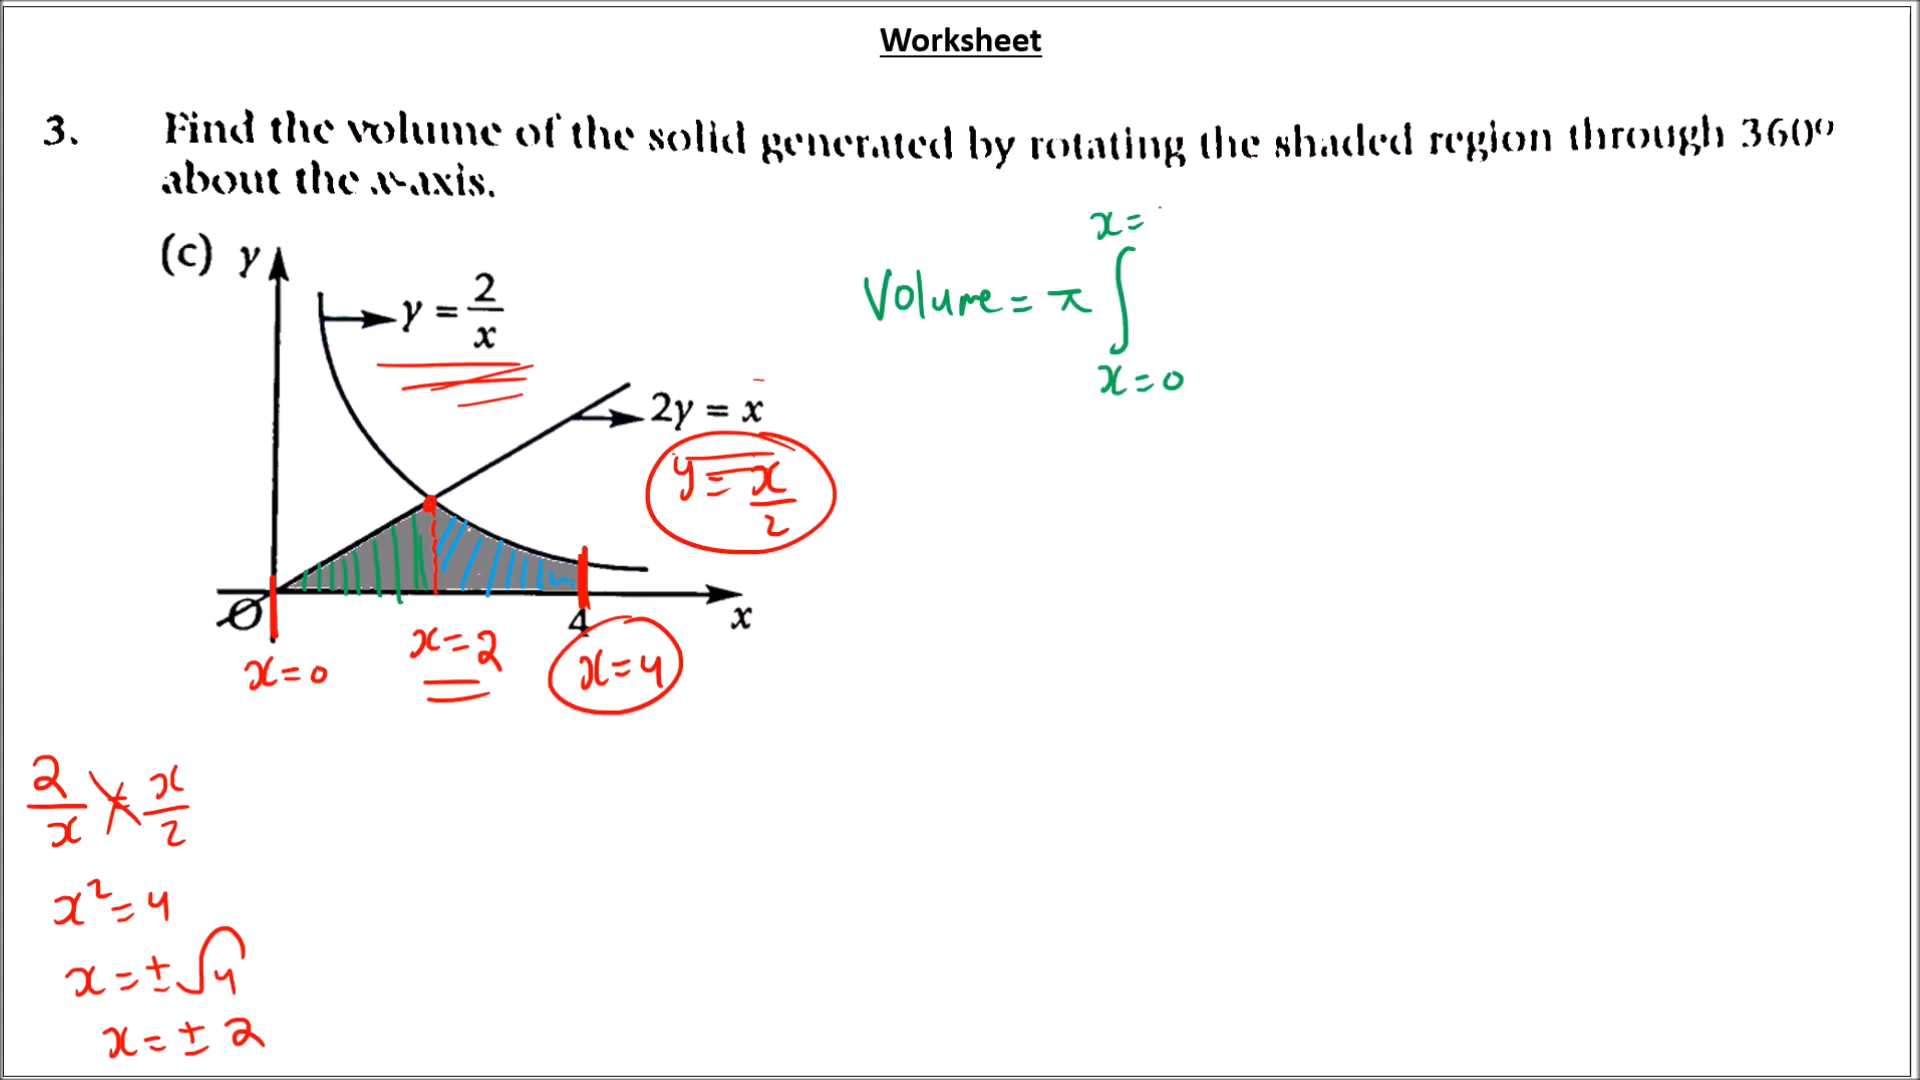 Worksheet
3. Find the volume of the solid generated by rotating the shaded region through 360°
about the x-axis.
(c) y
y = 2/x
2y = x
y = x/2
O
4
x
x=0
x=2
x=4
Volume = π ∫
x=
x=0
2/x = x/2
x² = 4
x = ± √4
x = ± 2